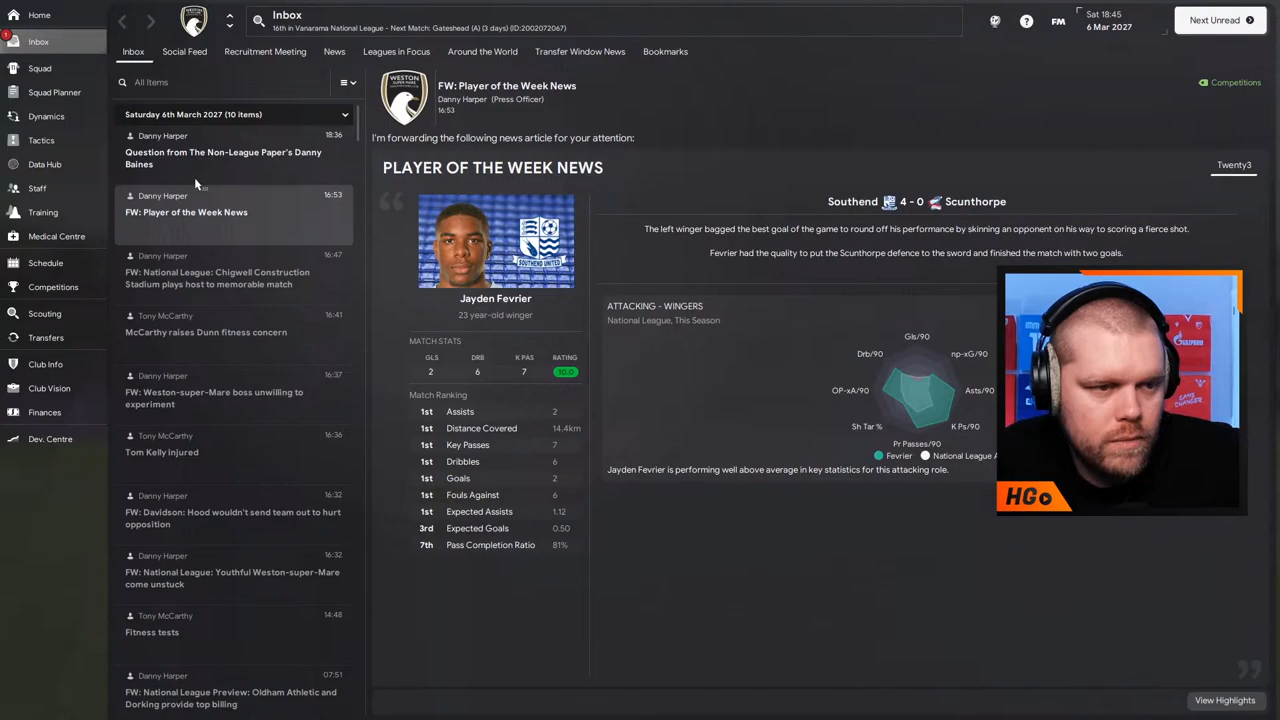 Home
Inbox
16th in Vanarama National League - Next Match: Gateshead (A) (3 days) (ID:2002072067)
FM
Sat 18:45
6 Mar 2027
Next Unread
1
Inbox
Squad
Squad Planner
Dynamics
Tactics
Data Hub
Staff
Training
Medical Centre
Schedule
Competitions
Scouting
Transfers
Club Info
Club Vision
Finances
Dev. Centre
Inbox
Social Feed
Recruitment Meeting
News
Leagues in Focus
Around the World
Transfer Window News
Bookmarks
All Items
Saturday 6th March 2027 (10 items)
Danny Harper
18:36
Question from The Non-League Paper's Danny
Baines
Danny Harper
16:53
FW: Player of the Week News
Danny Harper
16:47
FW: National League: Chigwell Construction
Stadium plays host to memorable match
Tony McCarthy
16:41
McCarthy raises Dunn fitness concern
Danny Harper
16:37
FW: Weston-super-Mare boss unwilling to
experiment
Tony McCarthy
16:36
Tom Kelly injured
Danny Harper
16:32
FW: Davidson: Hood wouldn't send team out to hurt
opposition
Danny Harper
16:32
FW: National League: Youthful Weston-super-Mare
come unstuck
Tony McCarthy
14:48
Fitness tests
Danny Harper
07:51
FW: National League Preview: Oldham Athletic and
Dorking provide top billing
WESTON
FW: Player of the Week News
Danny Harper (Press Officer)
16:53
Competitions
I'm forwarding the following news article for your attention:
PLAYER OF THE WEEK NEWS
Twenty3
SOUTHEND UNITED
Jayden Fevrier
23 year-old winger
MATCH STATS
GLS DRB K PAS RATING
2 6 7 10.0
Match Ranking
1st Assists 2
1st Distance Covered 14.4km
1st Key Passes 7
1st Dribbles 6
1st Goals 2
1st Fouls Against 6
1st Expected Assists 1.12
3rd Expected Goals 0.50
7th Pass Completion Ratio 81%
Southend 4 - 0 Scunthorpe
The left winger bagged the best goal of the game to round off his performance by skinning an opponent on his way to scoring a fierce shot.
Fevrier had the quality to put the Scunthorpe defence to the sword and finished the match with two goals.
ATTACKING - WINGERS
National League, This Season
Gls/90
Drb/90
np-xG/90
OP-xA/90
Asts/90
Sh Tar %
K Ps/90
Pr Passes/90
Fevrier
National League A
Jayden Fevrier is performing well above average in key statistics for this attacking role.
GAZPROM
GAME
CHANGER
HGo
View Highlights